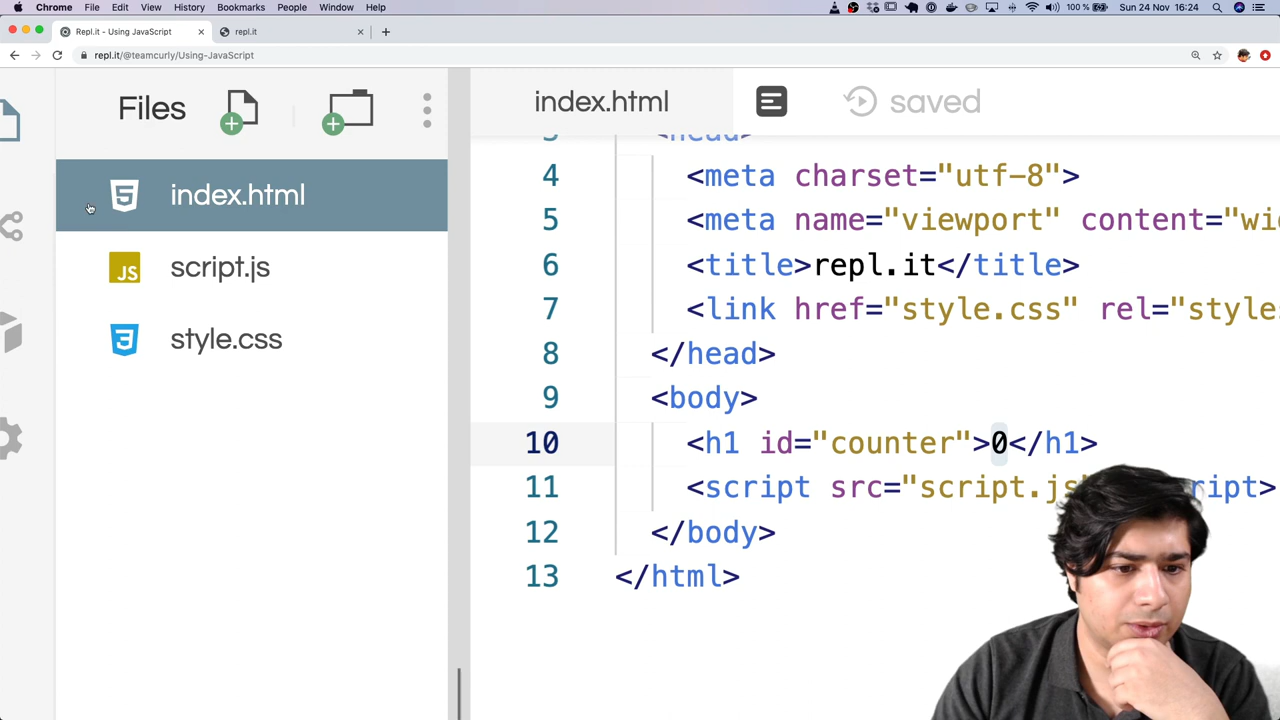 Chrome File Edit View History Bookmarks People Window Help 100 % Sun 24 Nov 16:24
Repl.it - Using JavaScript repl.it
repl.it/@teamcurly/Using-JavaScript
Files
index.html
script.js
style.css
index.html saved
3 <head>
4 <meta charset="utf-8">
5 <meta name="viewport" content="wi
6 <title>repl.it</title>
7 <link href="style.css" rel="styles
8 </head>
9 <body>
10 <h1 id="counter">0</h1>
11 <script src="script.js ript>
12 </body>
13 </html>